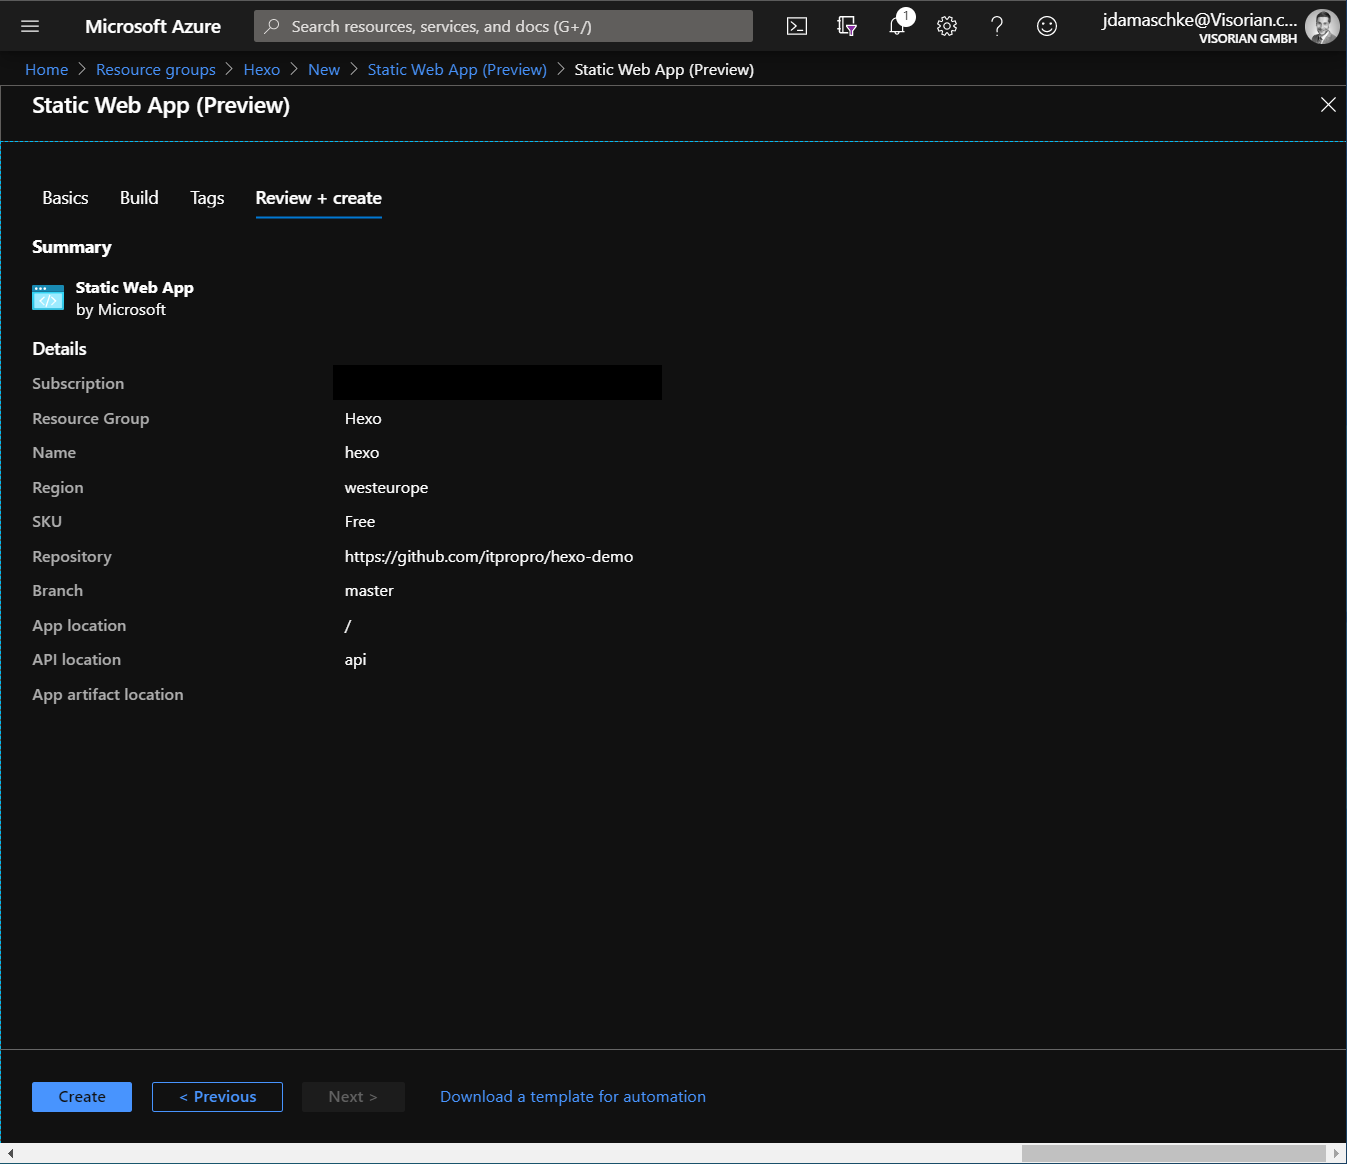 Microsoft Azure
Search resources, services, and docs (G+/)
1
jdamaschke@Visorian.c...
VISORIAN GMBH
Home > Resource groups > Hexo > New > Static Web App (Preview) > Static Web App (Preview)
Static Web App (Preview)
Basics Build Tags Review + create
Summary
Static Web App
by Microsoft
Details
Subscription
Resource Group Hexo
Name hexo
Region westeurope
SKU Free
Repository https://github.com/itpropro/hexo-demo
Branch master
App location /
API location api
App artifact location
Create < Previous Next > Download a template for automation